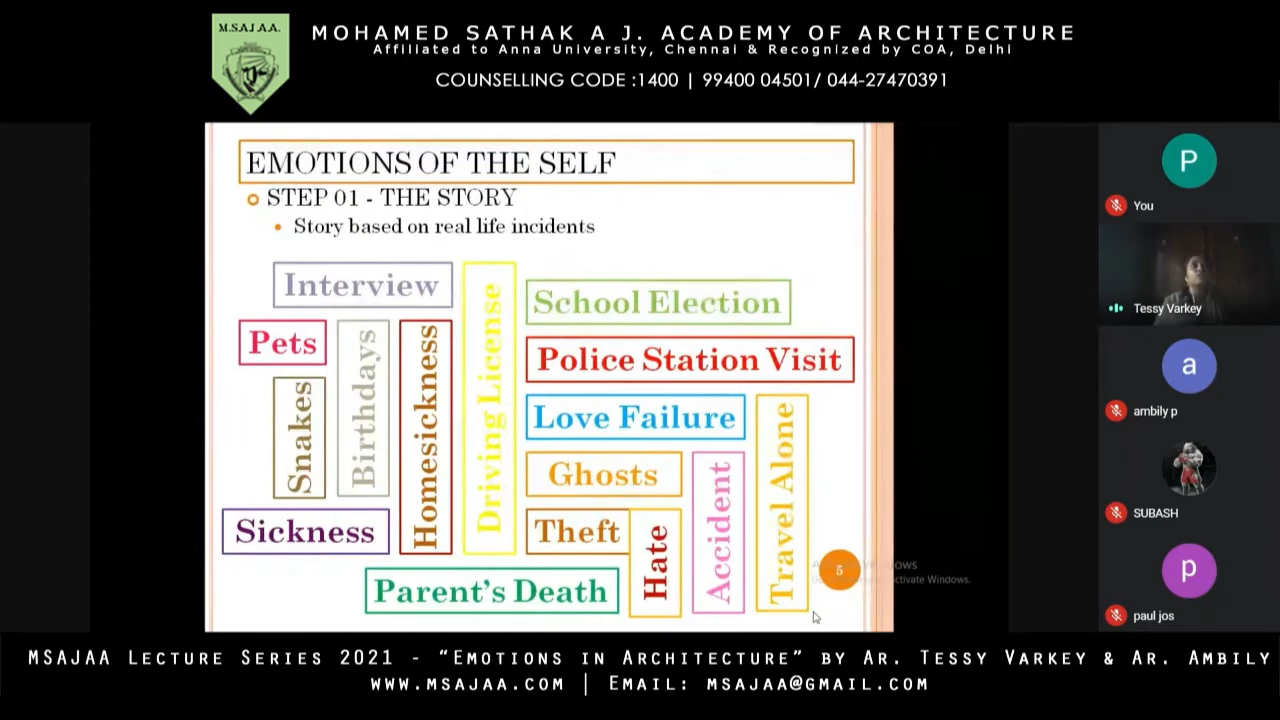 M.SAJ A.A.
MOHAMED SATHAK A J. ACADEMY OF ARCHITECTURE
Affiliated to Anna University, Chennai & Recognized by COA, Delhi
COUNSELLING CODE :1400 | 99400 04501/ 044-27470391
EMOTIONS OF THE SELF
STEP 01 - THE STORY
Story based on real life incidents
Interview
Driving License
School Election
Pets
Birthdays
Homesickness
Police Station Visit
Snakes
Love Failure
Travel Alone
Ghosts
Accident
Sickness
Theft
Hate
Parent's Death
5
ctivate Windows.
P
You
Tessy Varkey
a
ambily p
SUBASH
p
paul jos
MSAJAA Lecture Series 2021 - "Emotions in Architecture" by Ar. Tessy Varkey & Ar. Ambily
www.msajaa.com | Email: msajaa@gmail.com